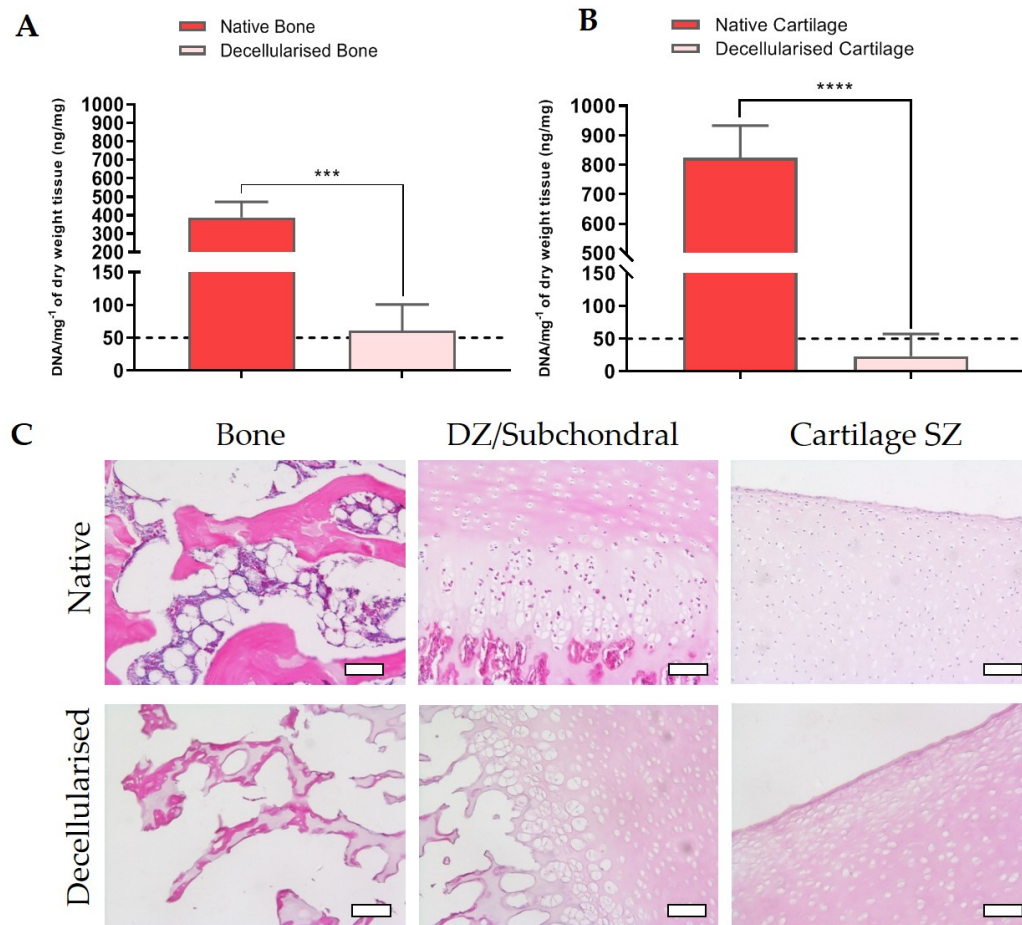 A
Native Bone
Decellularised Bone
DNA/mg-1 of dry weight tissue (ng/mg)
1000
900
800
700
600
500
400
300
200
150
100
50
0
***
B
Native Cartilage
Decellularised Cartilage
DNA/mg-1 of dry weight tissue (ng/mg)
1000
900
800
700
600
500
150
100
50
0
****
C
Bone
DZ/Subchondral
Cartilage SZ
Native
Decellularised